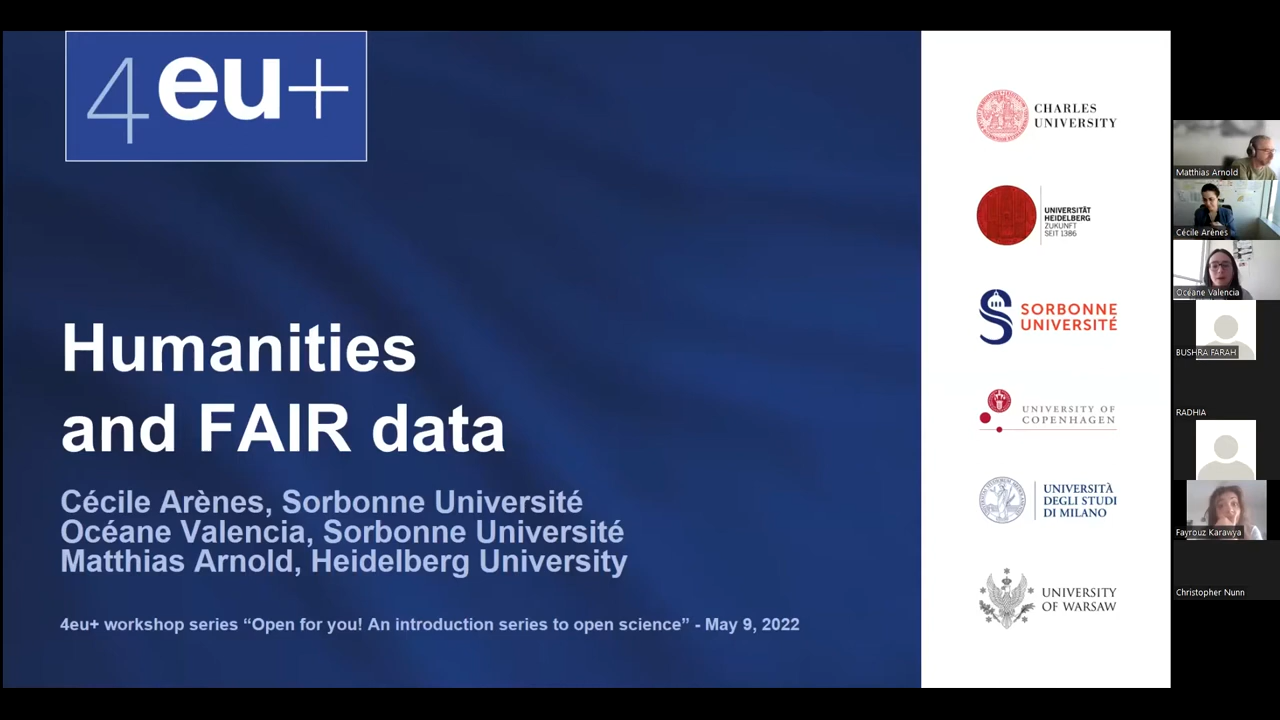 4eu+
Humanities
and FAIR data
Cécile Arènes, Sorbonne Université
Océane Valencia, Sorbonne Université
Matthias Arnold, Heidelberg University
4eu+ workshop series “Open for you! An introduction series to open science” - May 9, 2022
CHARLES
UNIVERSITY
UNIVERSITÄT
HEIDELBERG
ZUKUNFT
SEIT 1386
SORBONNE
UNIVERSITÉ
UNIVERSITY OF
COPENHAGEN
UNIVERSITÀ
DEGLI STUDI
DI MILANO
UNIVERSITY
OF WARSAW
Matthias Arnold
Cécile Arènes
Océane Valencia
BUSHRA FARAH
RADHIA
Fayrouz Karawya
Christopher Nunn